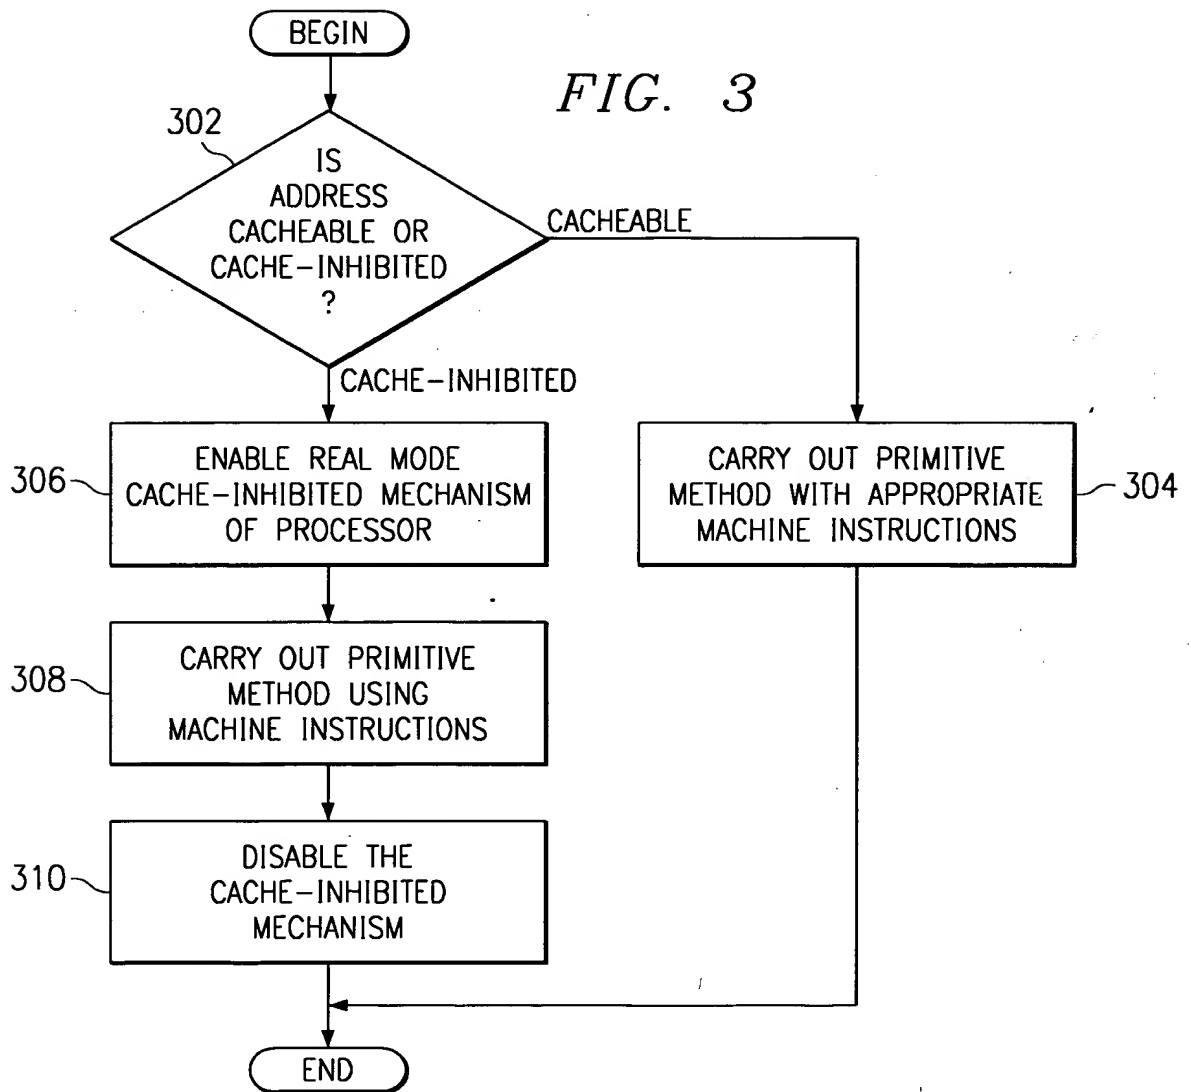 BEGIN
FIG. 3
302
IS
ADDRESS
CACHEABLE OR
CACHE-INHIBITED
?
CACHEABLE
CACHE-INHIBITED
306
ENABLE REAL MODE
CACHE-INHIBITED MECHANISM
OF PROCESSOR
CARRY OUT PRIMITIVE
METHOD WITH APPROPRIATE
MACHINE INSTRUCTIONS
304
308
CARRY OUT PRIMITIVE
METHOD USING
MACHINE INSTRUCTIONS
310
DISABLE THE
CACHE-INHIBITED
MECHANISM
END